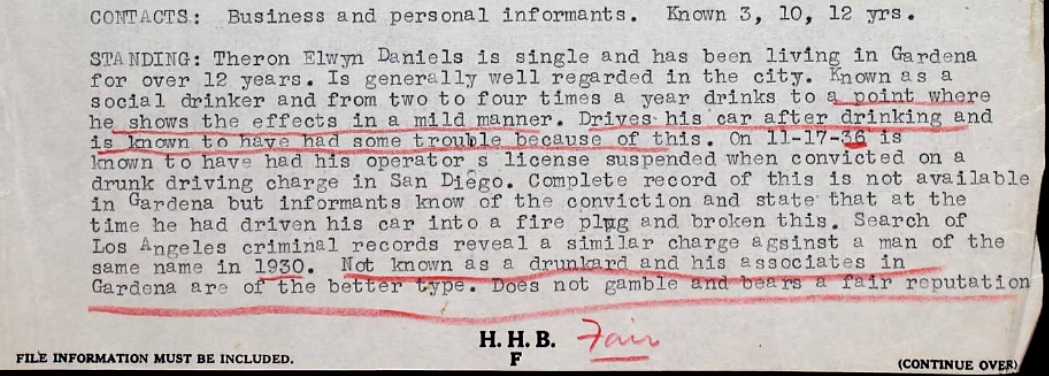 CONTACTS: Business and personal informants. Known 3, 10, 12 yrs.
STANDING: Theron Elwyn Daniels is single and has been living in Gardena
for over 12 years. Is generally well regarded in the city. Known as a
social drinker and from two to four times a year drinks to a point where
he shows the effects in a mild manner. Drives his car after drinking and
is known to have had some trouble because of this. On 11-17-36 is
known to have had his operator s license suspended when convicted on a
drunk driving charge in San Diego. Complete record of this is not available
in Gardena but informants know of the conviction and state that at the
time he had driven his car into a fire plug and broken this. Search of
Los Angeles criminal records reveal a similar charge against a man of the
same name in 1930. Not known as a drunkard and his associates in
Gardena are of the better type. Does not gamble and bears a fair reputation
H. H. B. Fair
F
FILE INFORMATION MUST BE INCLUDED.
(CONTINUE OVER)